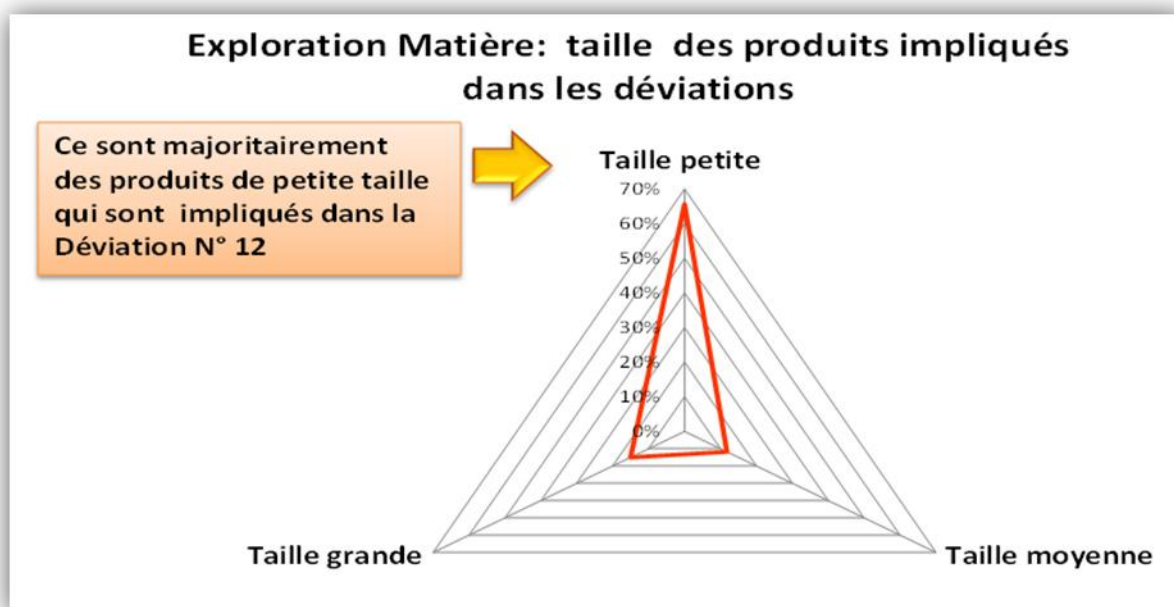 Exploration Matière: taille des produits impliqués
dans les déviations
Ce sont majoritairement
des produits de petite taille
qui sont impliqués dans la
Déviation N° 12
Taille petite
70%
60%
50%
40%
30%
20%
10%
0%
Taille grande
Taille moyenne